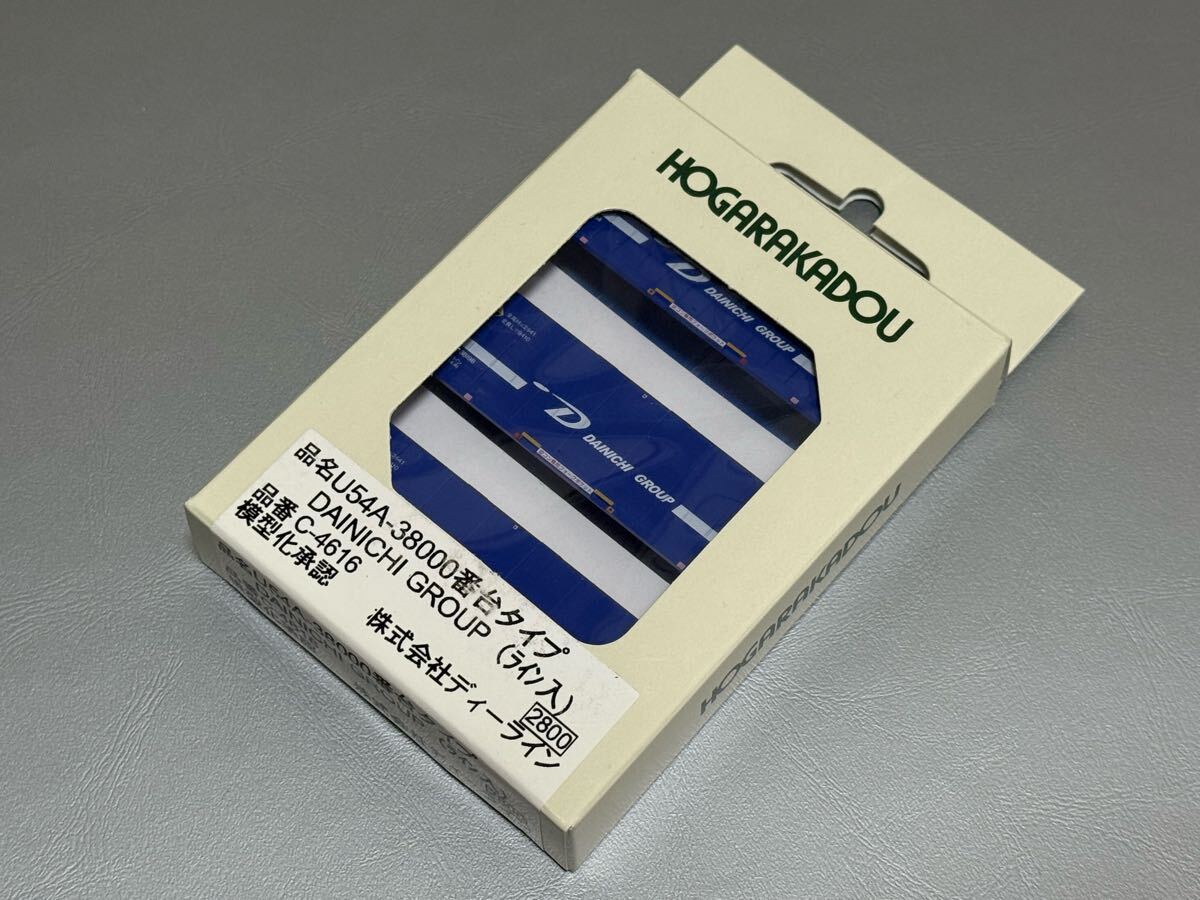 HOGARAKADOU
DAINICHI GROUP
D DAINICHI GROUP
品名U54A-38000番台タイプ
DAINICHI GROUP (ﾗｲﾝ入)
品番 C-4616
2800
模型化承認
株式会社ディーライン
HOGARAKADOU